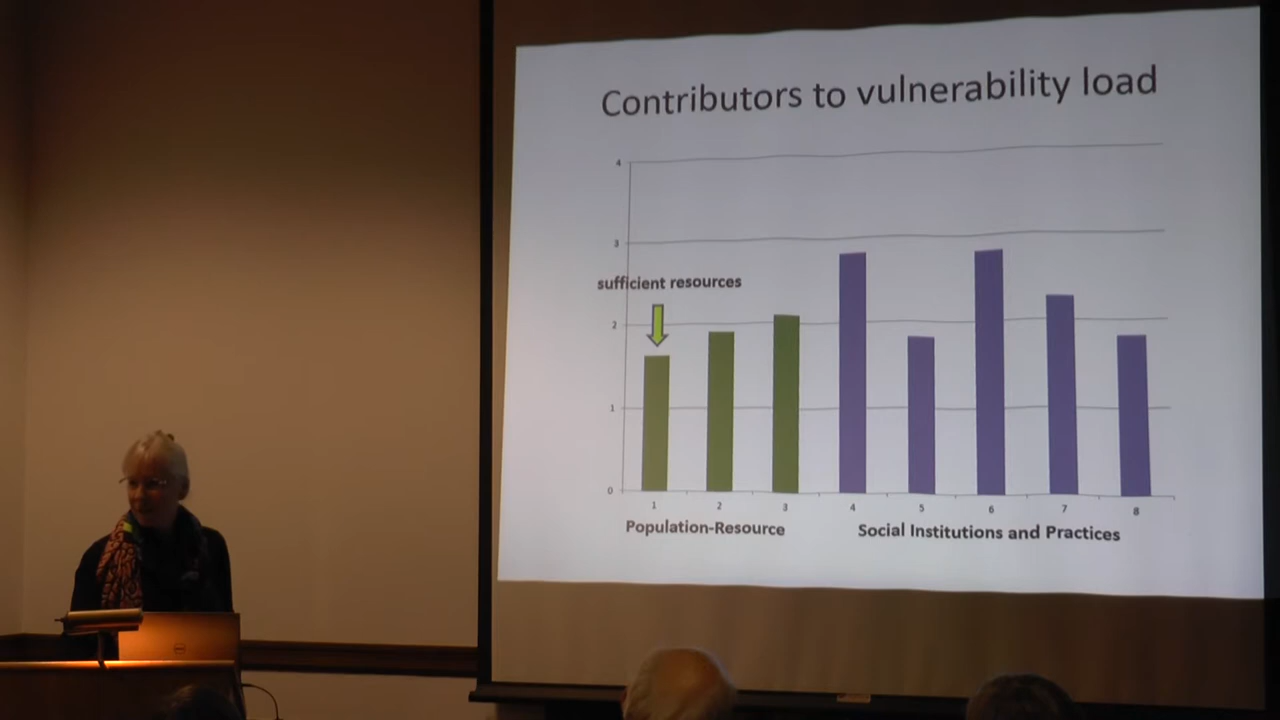 Contributors to vulnerability load
4
3
sufficient resources
2
1
0
1 2 3 4 5 6 7 8
Population-Resource Social Institutions and Practices
DELL